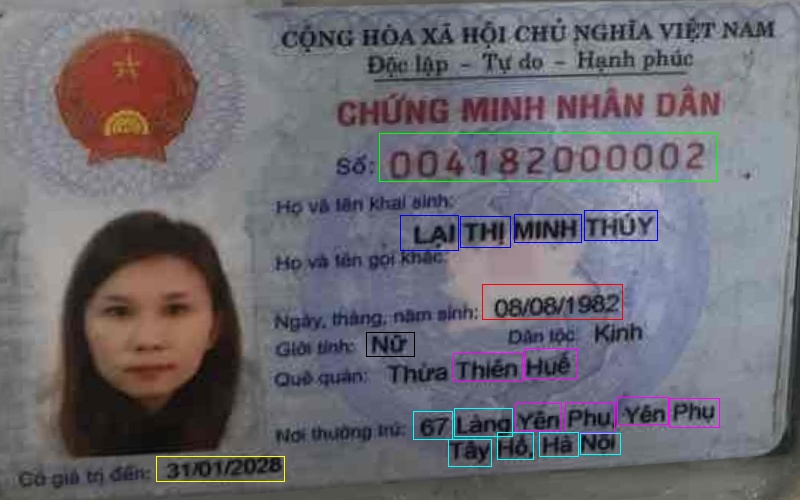 CỘNG HÒA XÃ HỘI CHỦ NGHĨA VIỆT NAM
Độc lập - Tự do - Hạnh phúc
CHỨNG MINH NHÂN DÂN
Số: 004182000002
Họ và tên khai sinh:
LẠI THỊ MINH THÚY
Họ và tên gọi khác:
Ngày, tháng, năm sinh: 08/08/1982
Giới tính: Nữ Dân tộc Kinh
Quê quán: Thừa Thiên Huế
Nơi thường trú: 67 Làng Yên Phụ, Yên Phụ
Tây Hồ, Hà Nội
Có giá trị đến: 31/01/2028